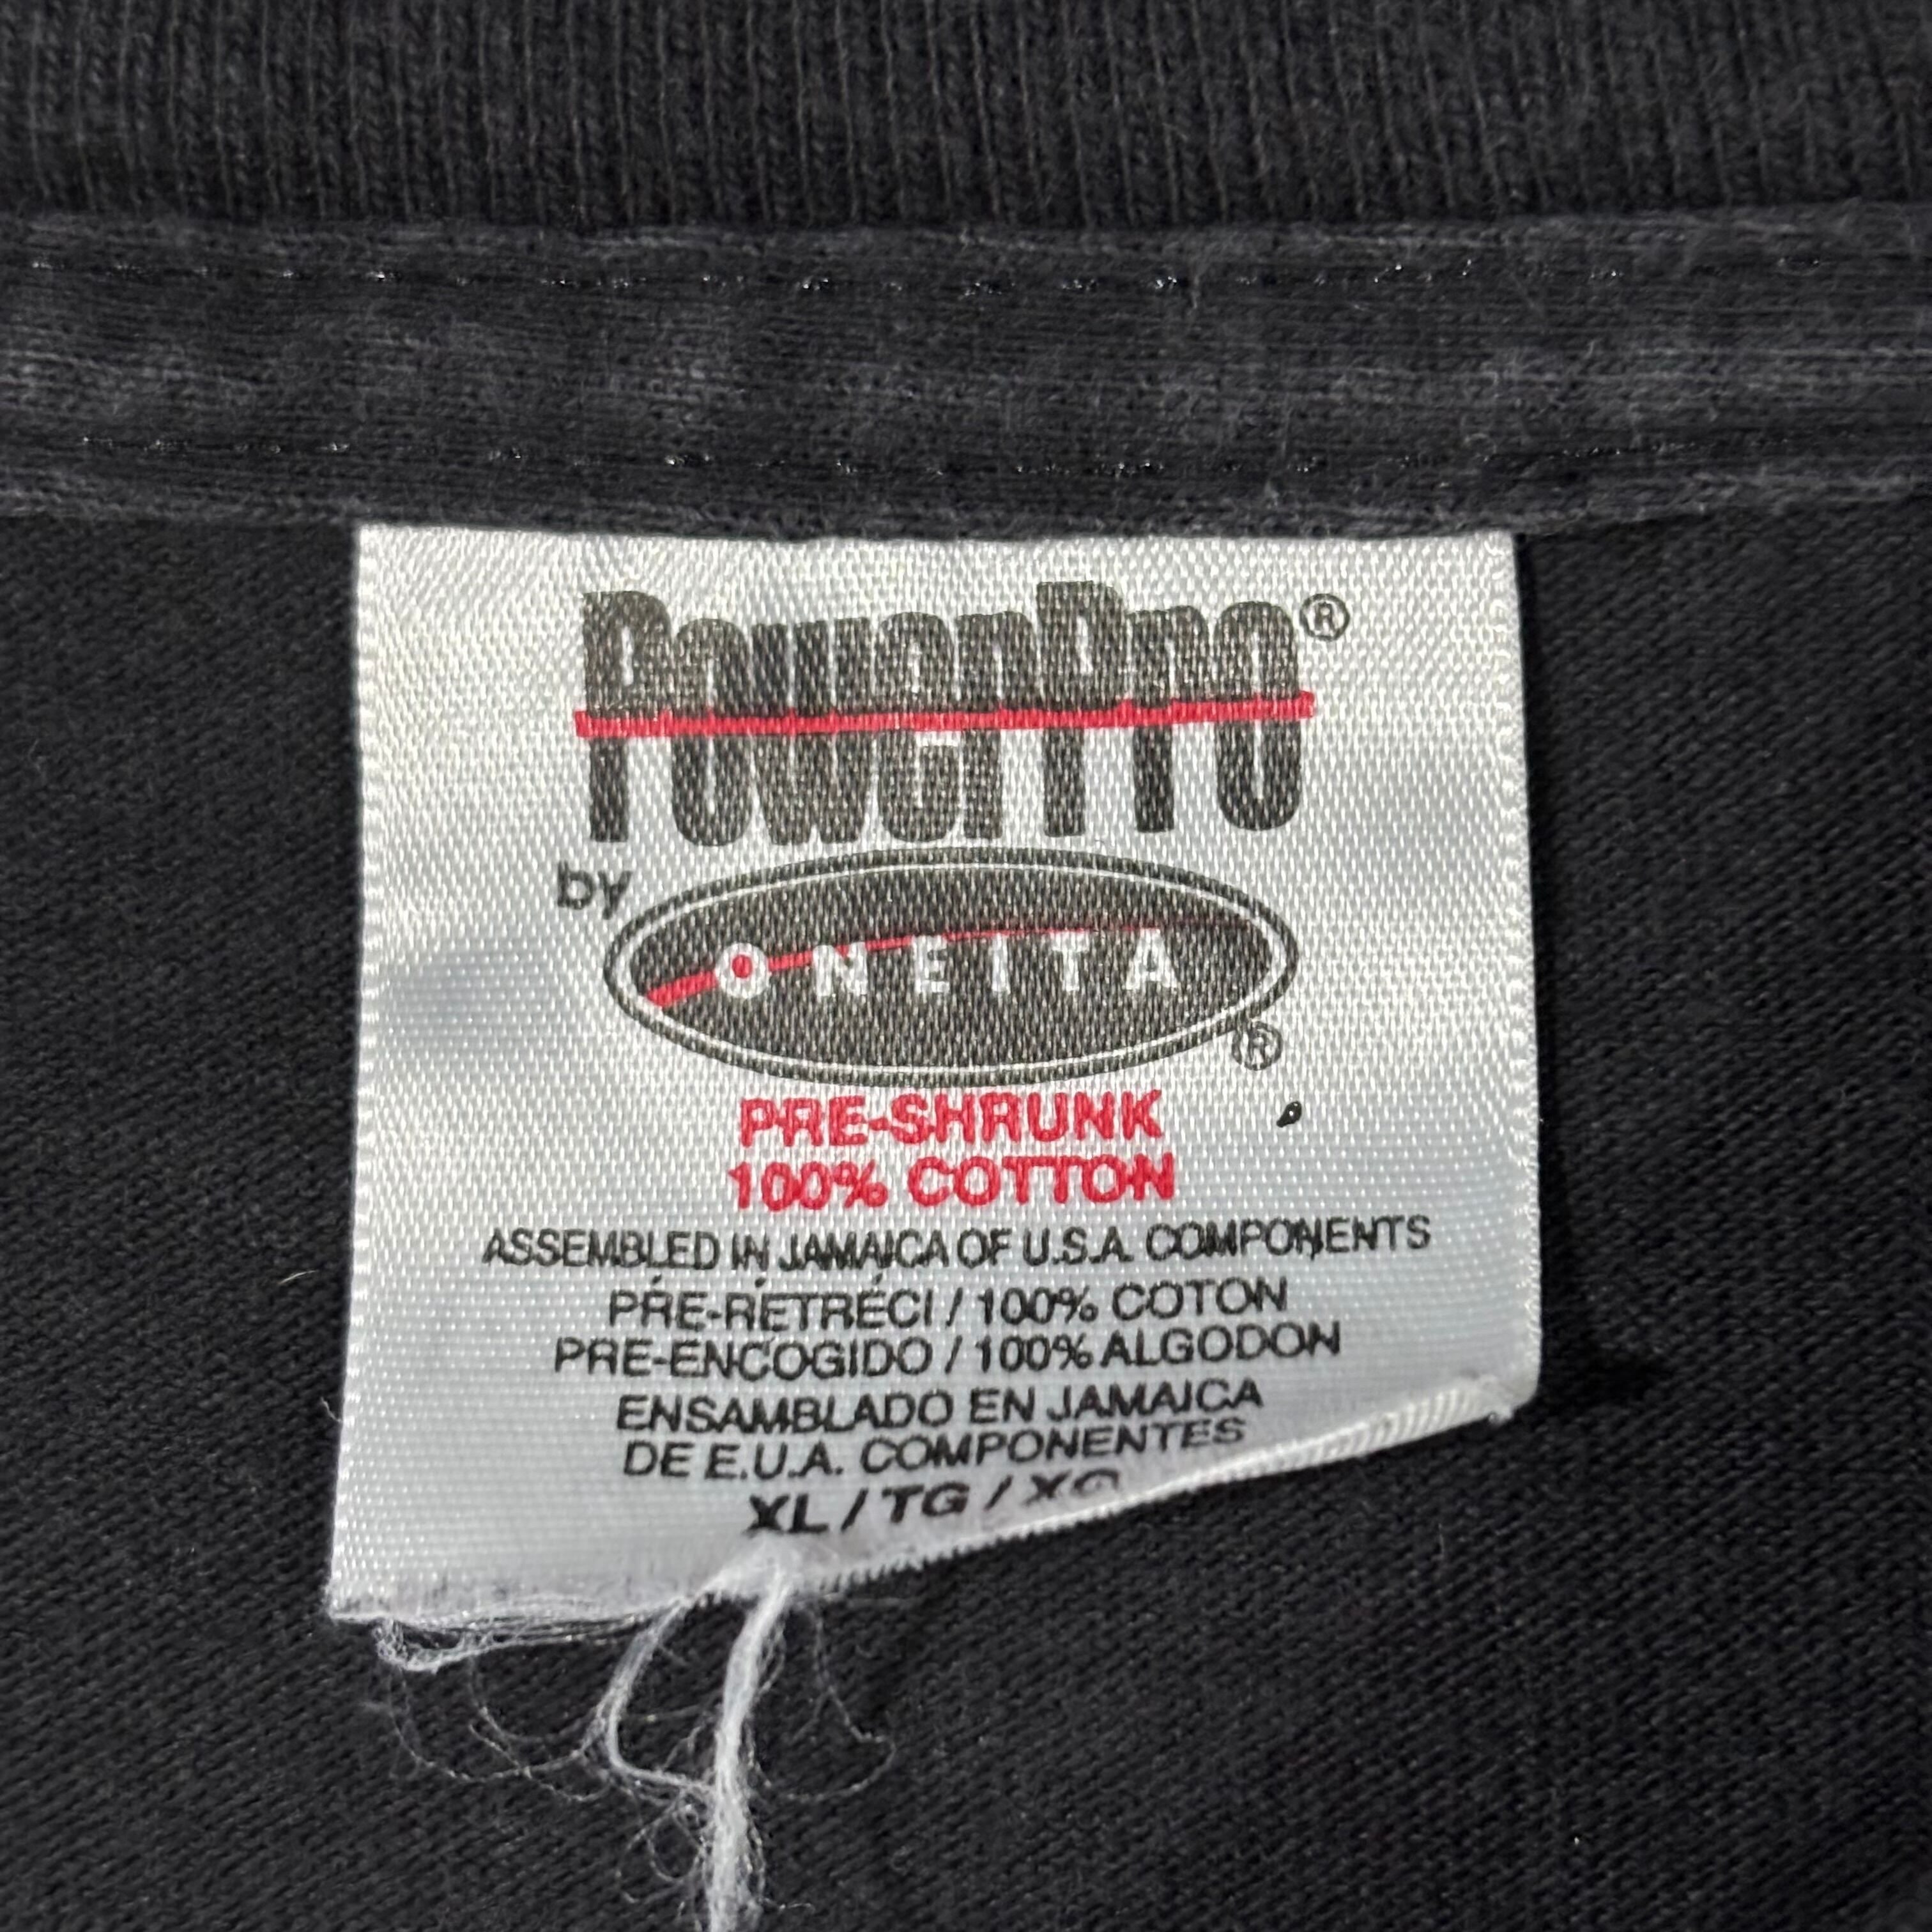 PowerPro®
by ONEITA®
PRE-SHRUNK
100% COTTON
ASSEMBLED IN JAMAICA OF U.S.A. COMPONENTS
PRÉ-RÉTRÉCI / 100% COTON
PRE-ENCOGIDO / 100% ALGODON
ENSAMBLADO EN JAMAICA
DE E.U.A. COMPONENTES
XL / TG / XG